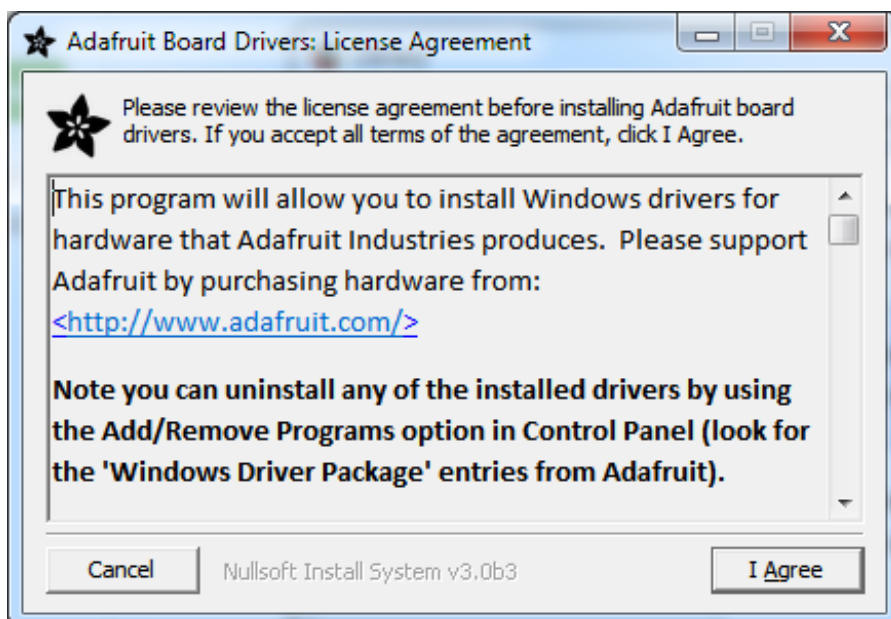 Adafruit Board Drivers: License Agreement
Please review the license agreement before installing Adafruit board
drivers. If you accept all terms of the agreement, click I Agree.
This program will allow you to install Windows drivers for
hardware that Adafruit Industries produces.  Please support
Adafruit by purchasing hardware from:
<http://www.adafruit.com/>
Note you can uninstall any of the installed drivers by using
the Add/Remove Programs option in Control Panel (look for
the 'Windows Driver Package' entries from Adafruit).
Cancel Nullsoft Install System v3.0b3 I Agree